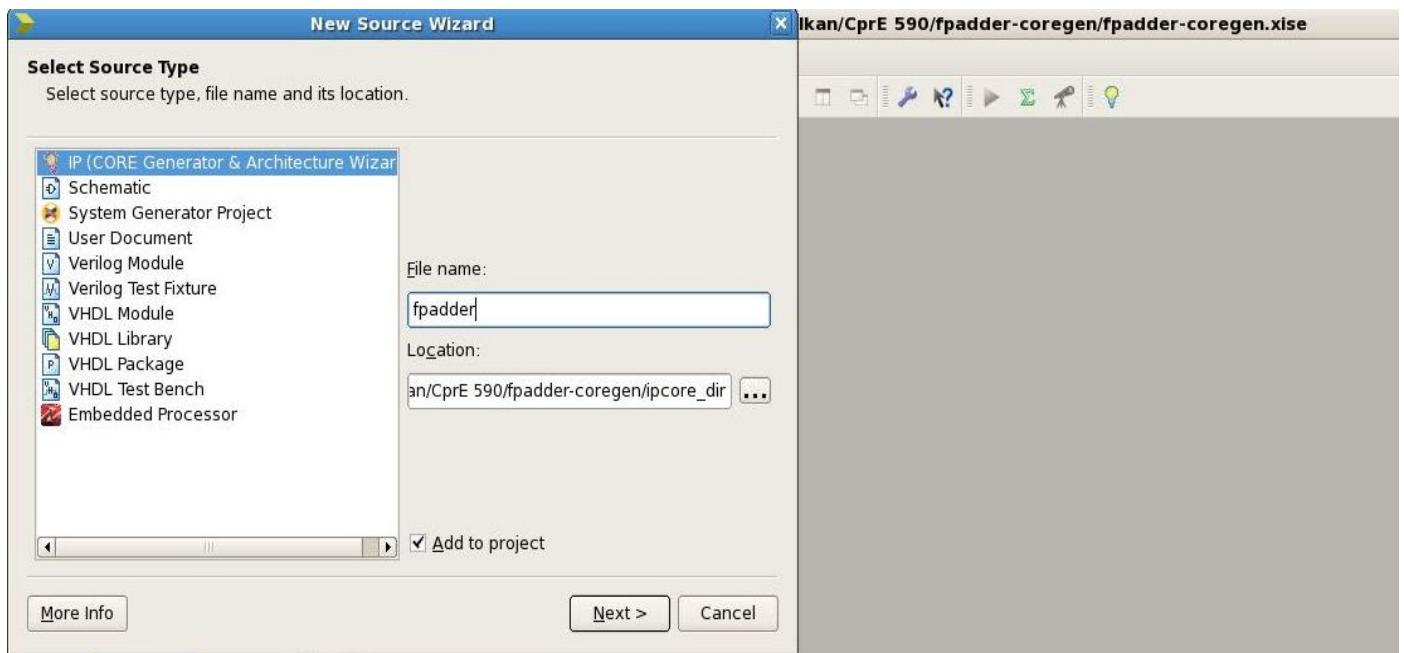 New Source Wizard
lkan/CprE 590/fpadder-coregen/fpadder-coregen.xise
Select Source Type
Select source type, file name and its location.
IP (CORE Generator & Architecture Wizar
Schematic
System Generator Project
User Document
Verilog Module
Verilog Test Fixture
VHDL Module
VHDL Library
VHDL Package
VHDL Test Bench
Embedded Processor
File name:
fpadder
Location:
an/CprE 590/fpadder-coregen/ipcore_dir
...
Add to project
More Info
Next >
Cancel